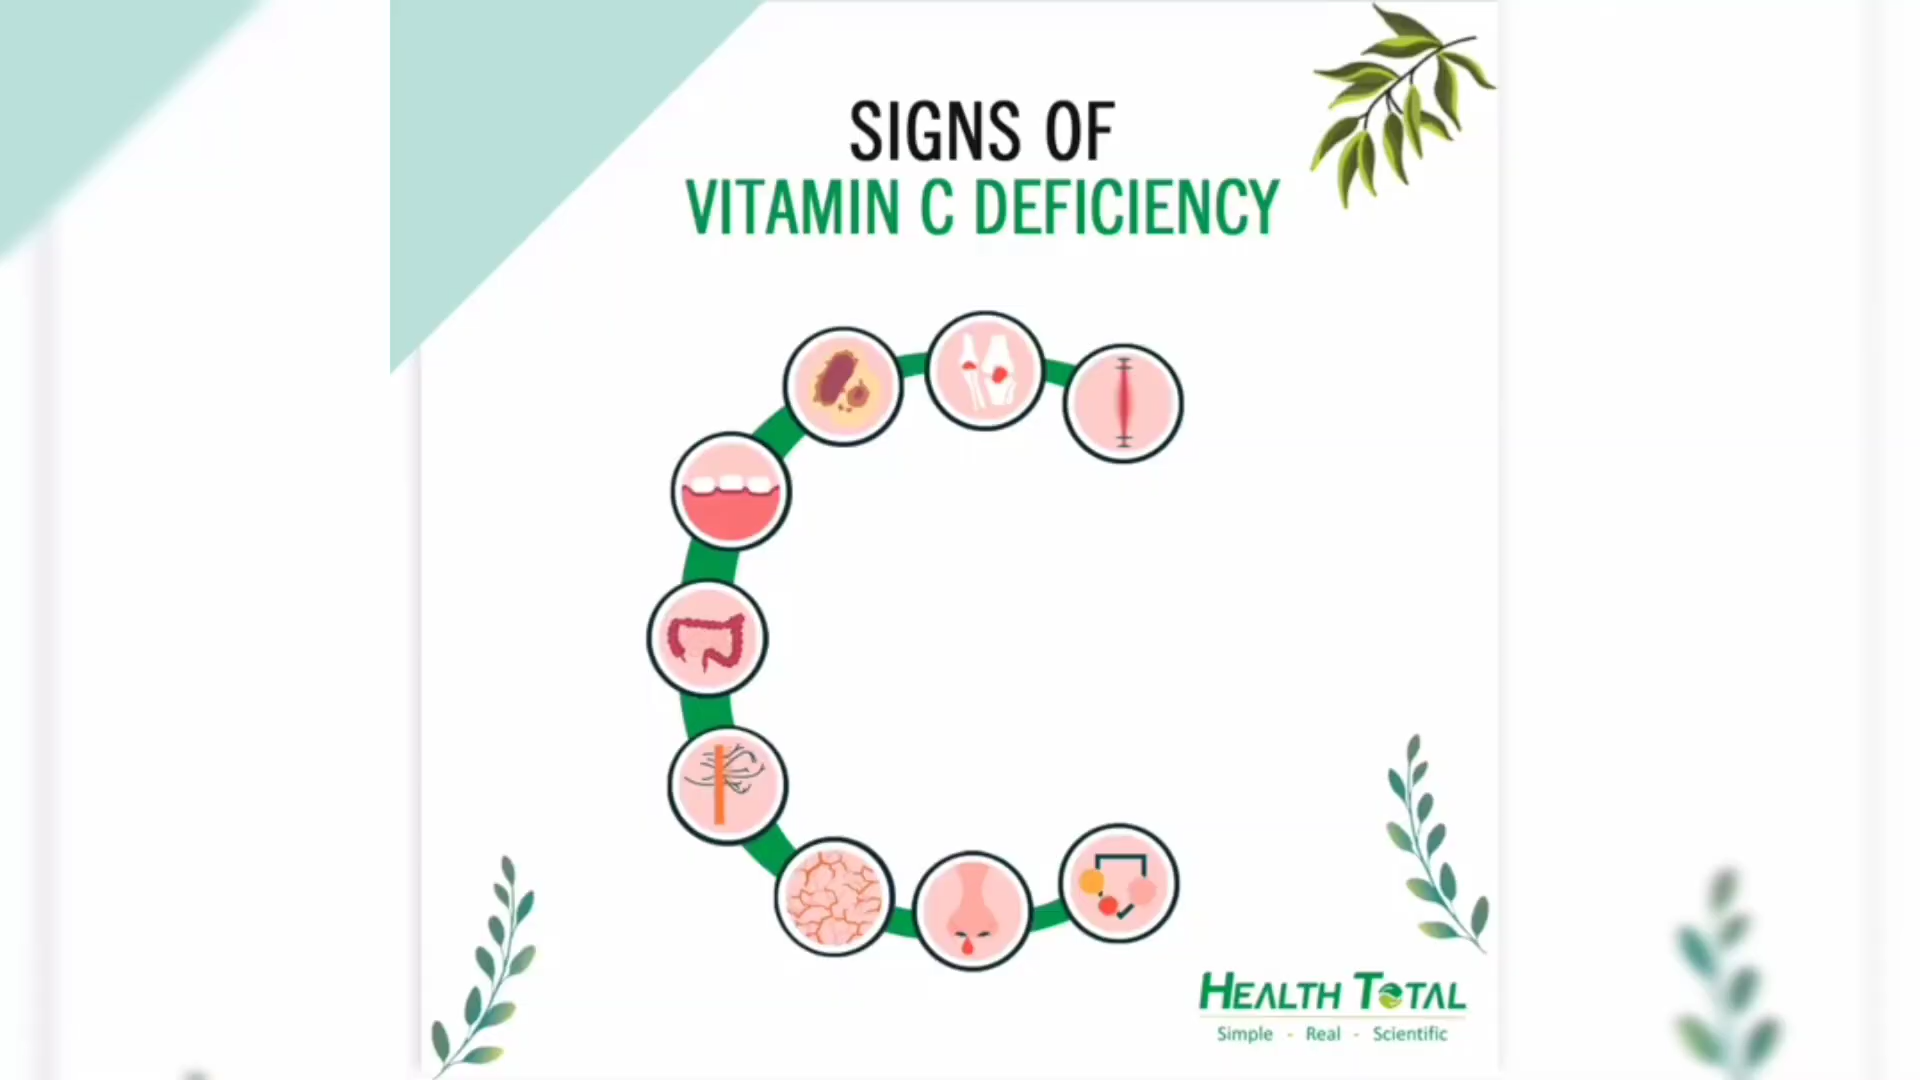 SIGNS OF
VITAMIN C DEFICIENCY
HEALTH TOTAL
Simple - Real - Scientific